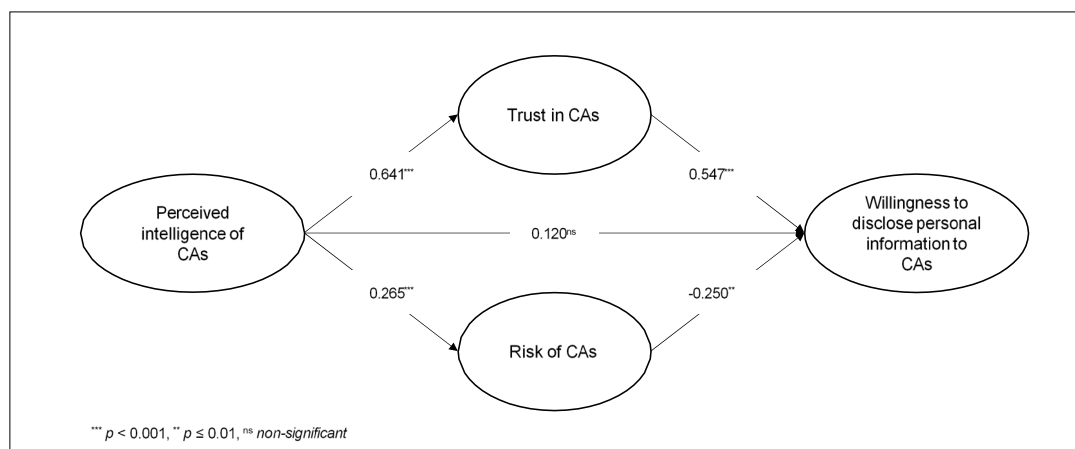 Trust in CAs
0.641***
0.547***
Perceived
intelligence of
CAs
0.120ns
Willingness to
disclose personal
information to
CAs
0.265***
-0.250**
Risk of CAs
*** p < 0.001, ** p ≤ 0.01, ns non-significant